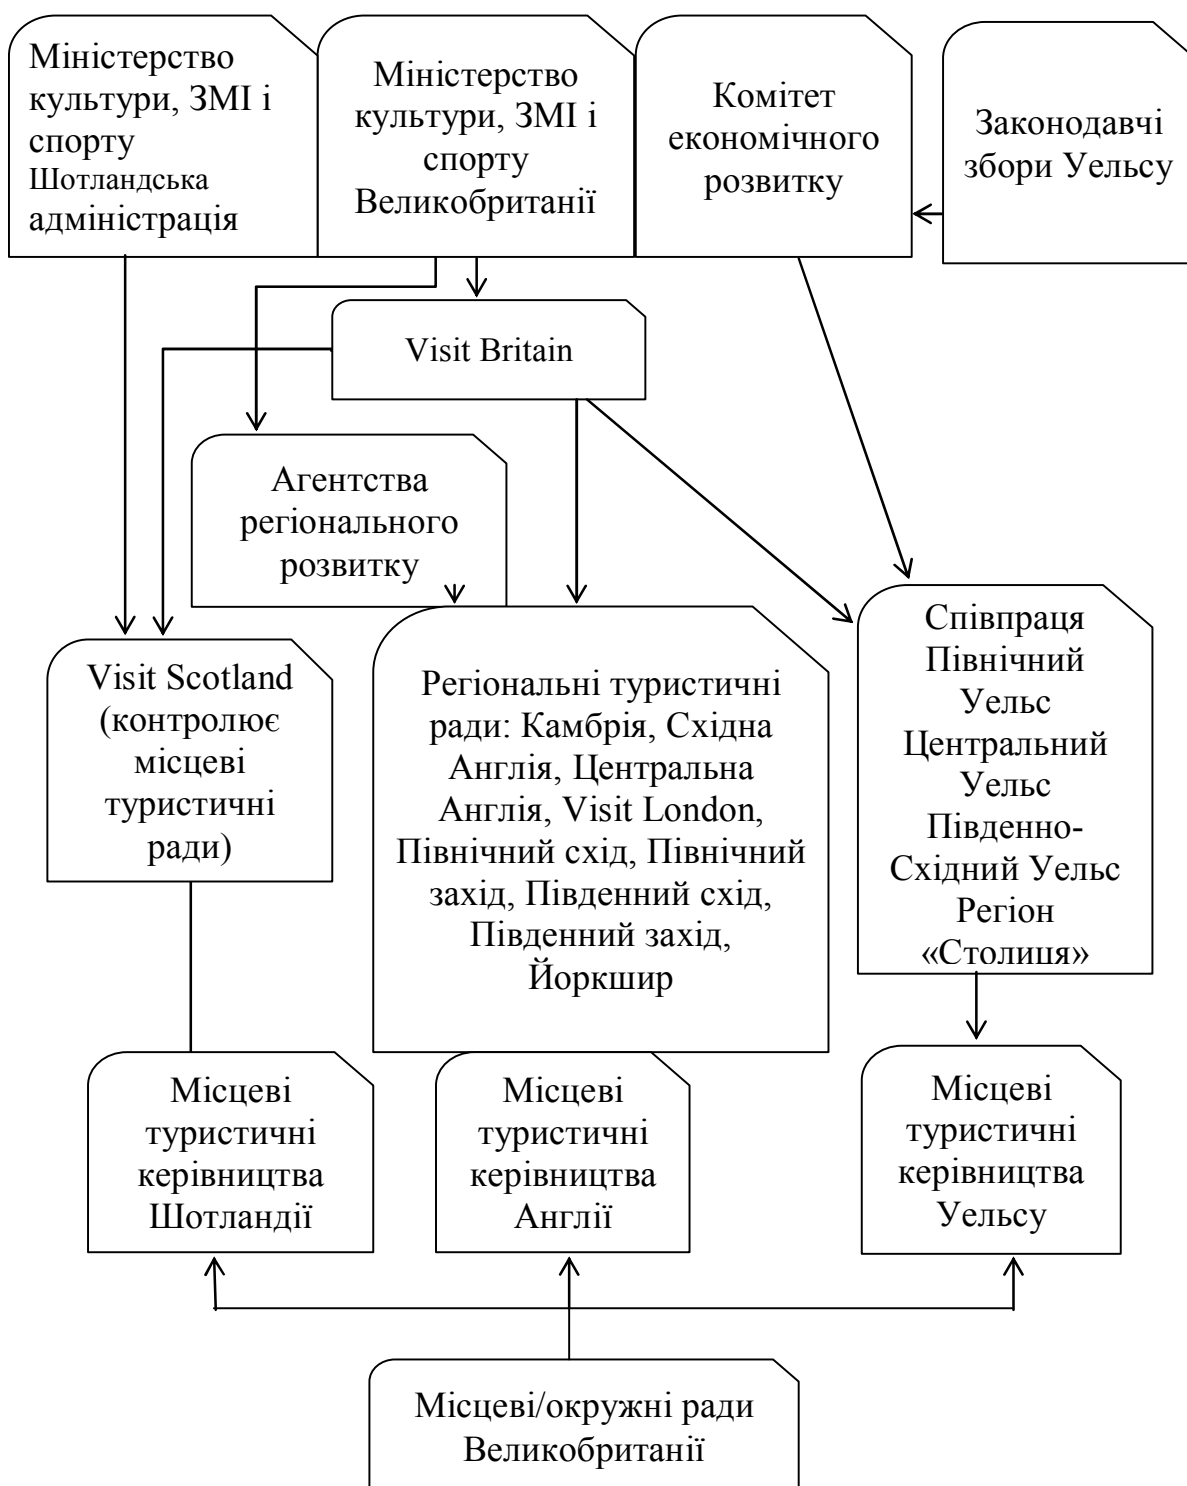 Міністерство
культури, ЗМІ і
спорту
Шотландська
адміністрація
Міністерство
культури, ЗМІ і
спорту
Великобританії
Комітет
економічного
розвитку
Законодавчі
збори Уельсу
Visit Britain
Агентства
регіонального
розвитку
Visit Scotland
(контролює
місцеві
туристичні
ради)
Регіональні туристичні
ради: Камбрія, Східна
Англія, Центральна
Англія, Visit London,
Північний схід, Північний
захід, Південний схід,
Південний захід,
Йоркшир
Співпраця
Північний
Уельс
Центральний
Уельс
Південно-
Східний Уельс
Регіон
«Столиця»
Місцеві
туристичні
керівництва
Шотландії
Місцеві
туристичні
керівництва
Англії
Місцеві
туристичні
керівництва
Уельсу
Місцеві/окружні ради
Великобританії